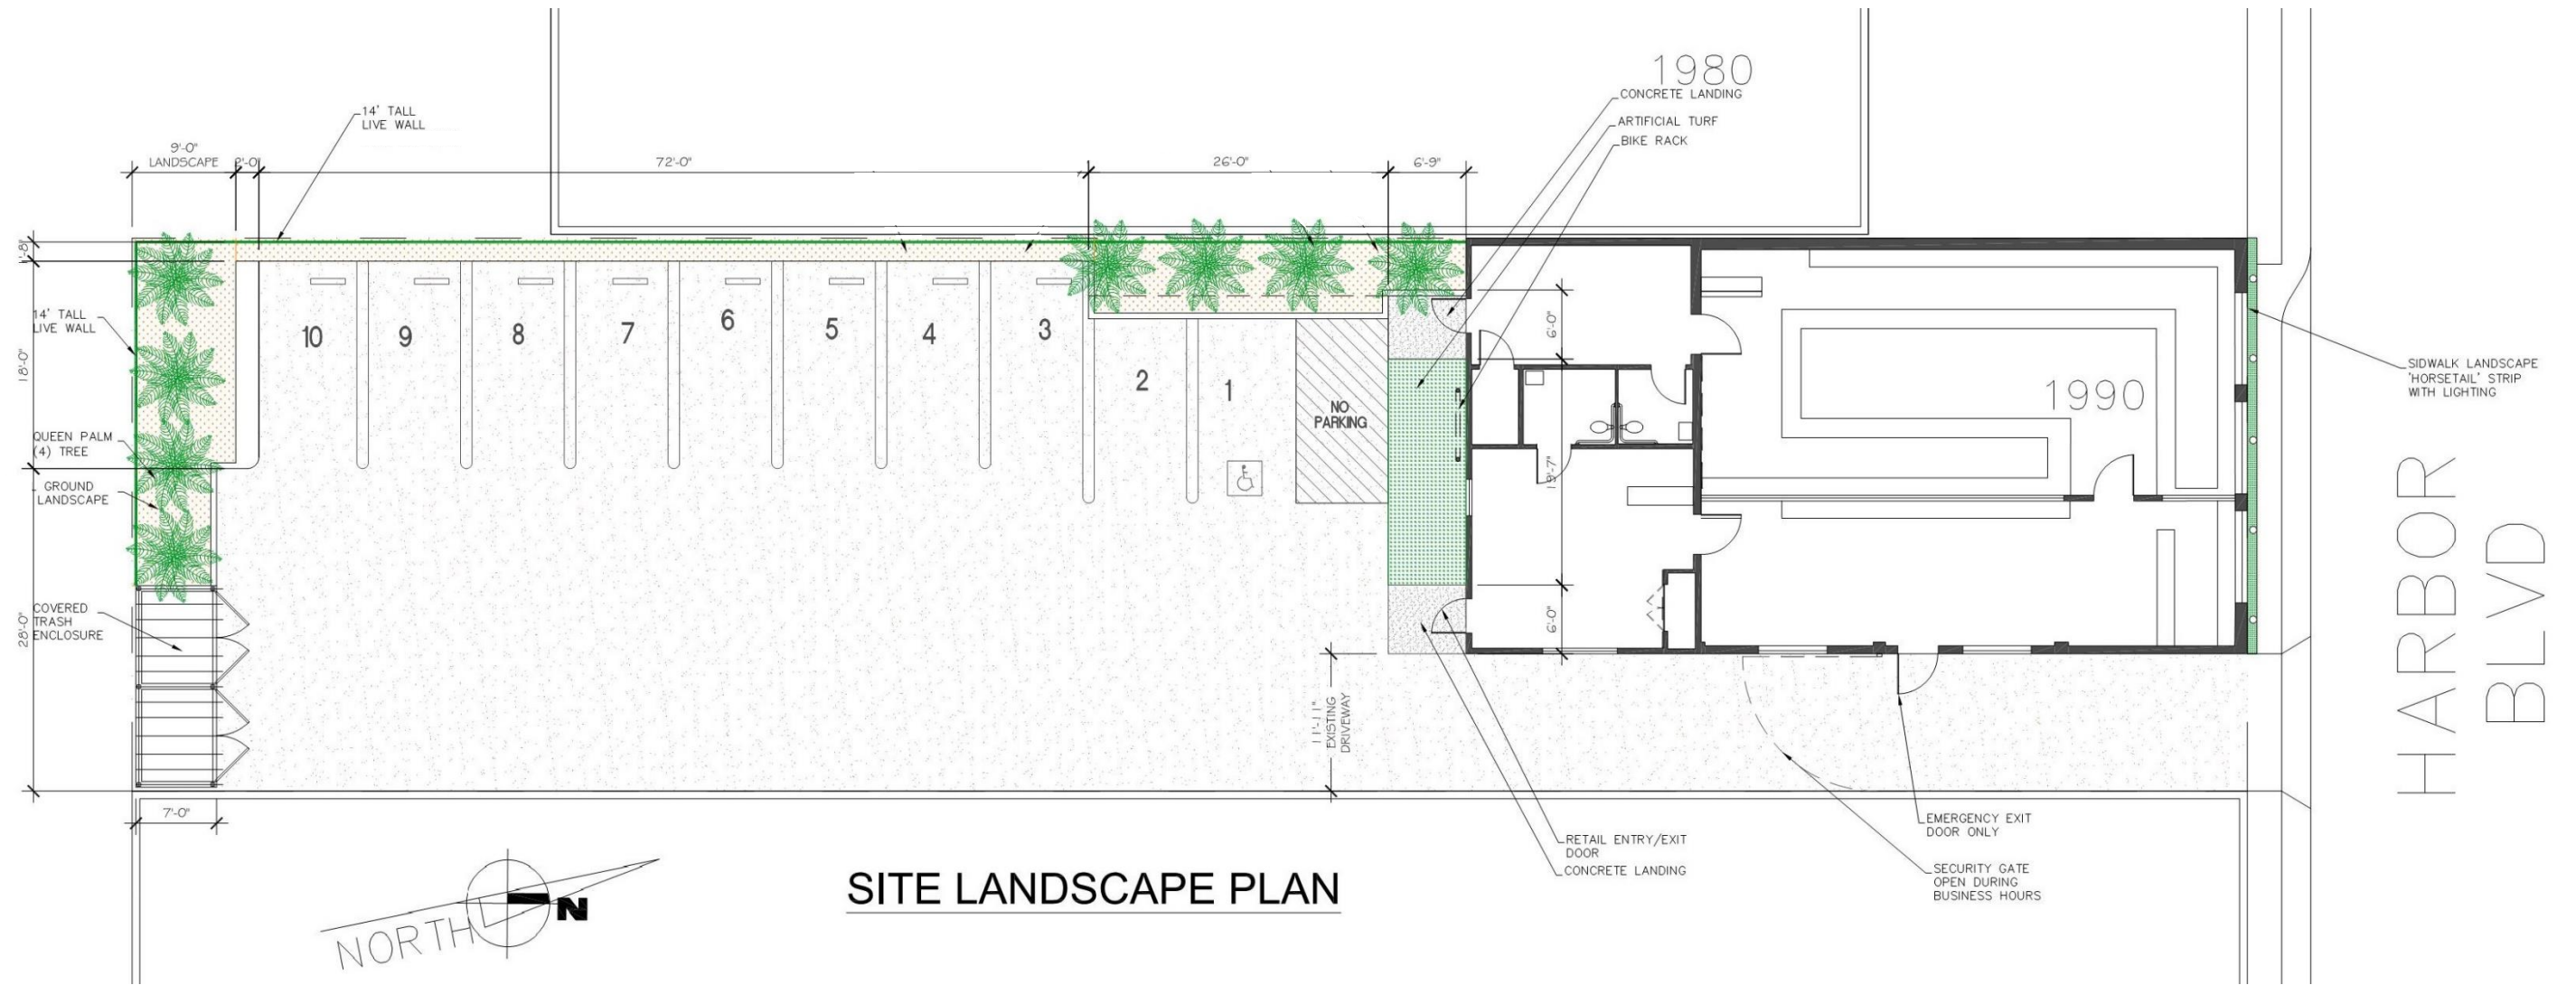 1980
CONCRETE LANDING
ARTIFICIAL TURF
BIKE RACK
14' TALL
LIVE WALL
9'-0"
LANDSCAPE
2'-0"
72'-0"
26'-0"
6'-9"
14' TALL
LIVE WALL
18'-0"
QUEEN PALM
(4) TREE
GROUND
LANDSCAPE
COVERED
TRASH
ENCLOSURE
28'-0"
7'-0"
10
9
8
7
6
5
4
3
2
1
NO
PARKING
6'-0"
19'-7"
6'-0"
11'-11"
EXISTING
DRIVEWAY
1990
SIDWALK LANDSCAPE
'HORSETAIL' STRIP
WITH LIGHTING
HARBOR
BLVD
RETAIL ENTRY/EXIT
DOOR
CONCRETE LANDING
EMERGENCY EXIT
DOOR ONLY
SECURITY GATE
OPEN DURING
BUSINESS HOURS
NORTH
N
SITE LANDSCAPE PLAN